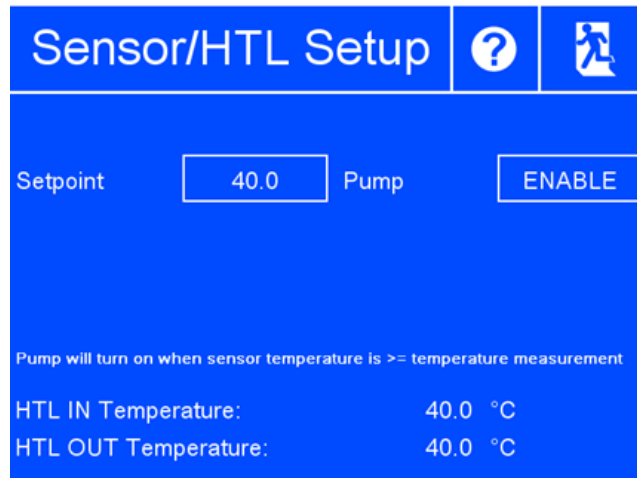 Sensor/HTL Setup ?
Setpoint 40.0 Pump ENABLE
Pump will turn on when sensor temperature is >= temperature measurement
HTL IN Temperature: 40.0 °C
HTL OUT Temperature: 40.0 °C